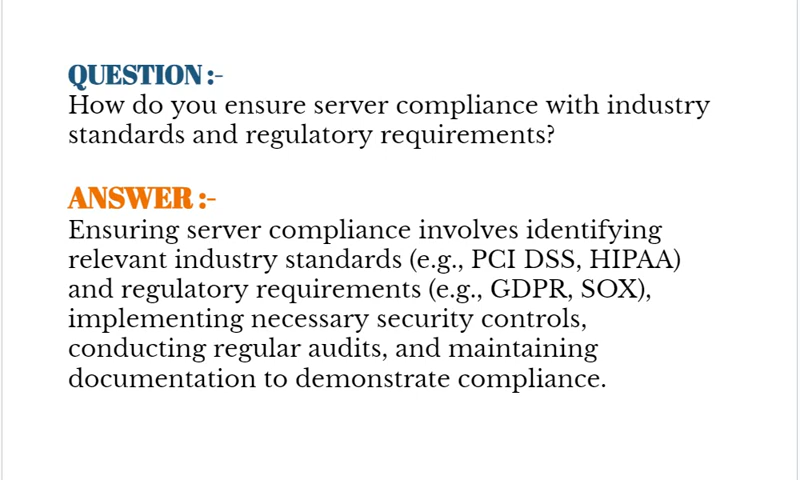 QUESTION :-
How do you ensure server compliance with industry
standards and regulatory requirements?
ANSWER :-
Ensuring server compliance involves identifying
relevant industry standards (e.g., PCI DSS, HIPAA)
and regulatory requirements (e.g., GDPR, SOX),
implementing necessary security controls,
conducting regular audits, and maintaining
documentation to demonstrate compliance.